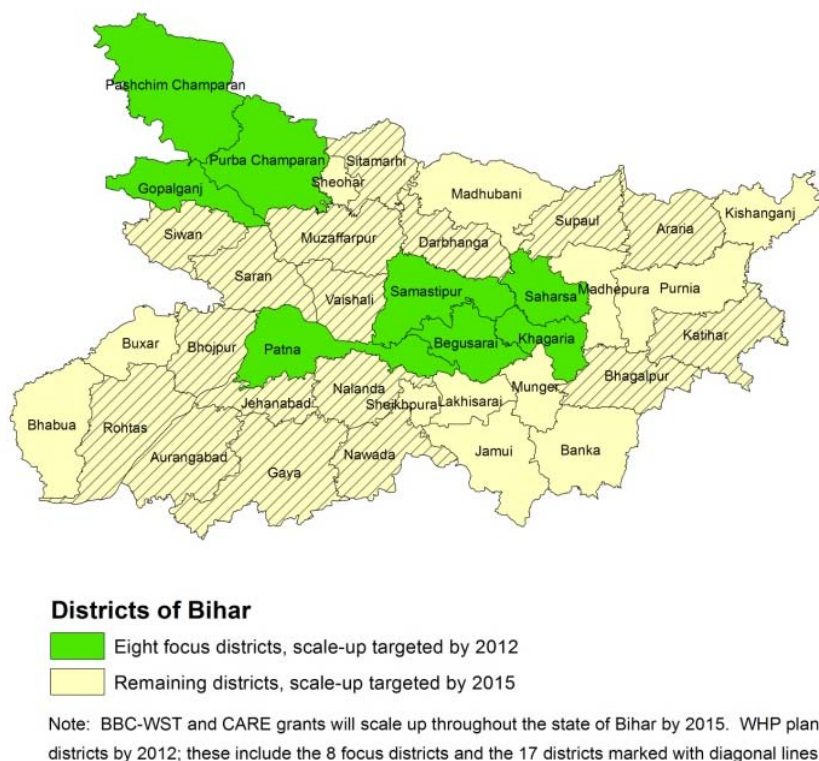 Pashchim Champaran
Purba Champaran
Sitamarhi
Gopalganj
Sheohar
Madhubani
Kishanganj
Siwan
Muzaffarpur
Darbhanga
Supaul
Araria
Saran
Vaishali
Samastipur
Saharsa
Madhepura
Purnia
Buxar
Bhojpur
Patna
Begusarai
Khagaria
Katihar
Bhagalpur
Nalanda
Munger
Jehanabad
Sheikhpura
Lakhisarai
Bhabua
Rohtas
Aurangabad
Gaya
Nawada
Jamui
Banka
Districts of Bihar
Eight focus districts, scale-up targeted by 2012
Remaining districts, scale-up targeted by 2015
Note: BBC-WST and CARE grants will scale up throughout the state of Bihar by 2015. WHP plan
districts by 2012; these include the 8 focus districts and the 17 districts marked with diagonal lines